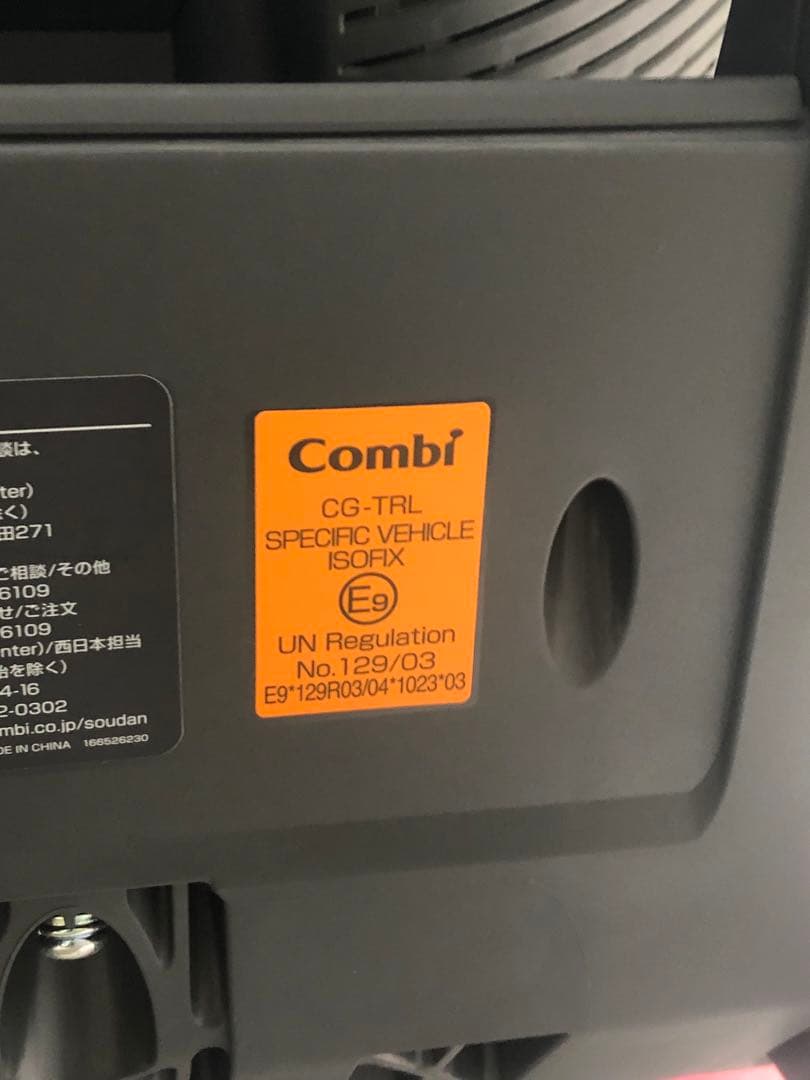 談は、
ter)
く)
田271
ご相談/その他
6109
せ/ご注文
6109
nter)/西日本担当
台を除く)
4-16
2-0302
mbi.co.jp/soudan
DE IN CHINA 166526230
Combi
CG-TRL
SPECIFIC VEHICLE
ISOFIX
E9
UN Regulation
No.129/03
E9*129R03/04*1023*03